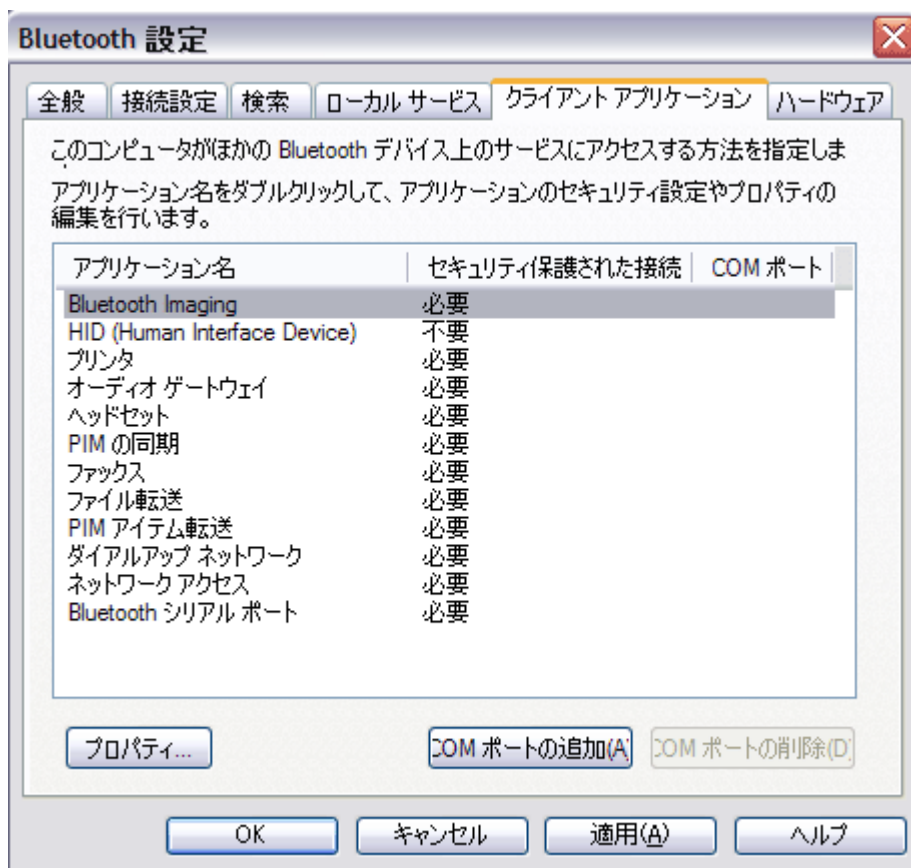 Bluetooth 設定
全般 接続設定 検索 ローカル サービス クライアント アプリケーション ハードウェア
このコンピュータがほかの Bluetooth デバイス上のサービスにアクセスする方法を指定しま
アプリケーション名をダブルクリックして、アプリケーションのセキュリティ設定やプロパティの
編集を行います。
アプリケーション名 セキュリティ保護された接続 COM ポート
Bluetooth Imaging 必要
HID (Human Interface Device) 不要
プリンタ 必要
オーディオ ゲートウェイ 必要
ヘッドセット 必要
PIM の同期 必要
ファックス 必要
ファイル転送 必要
PIM アイテム転送 必要
ダイアルアップ ネットワーク 必要
ネットワーク アクセス 必要
Bluetooth シリアル ポート 必要
プロパティ... COM ポートの追加(A) COM ポートの削除(D)
OK キャンセル 適用(A) ヘルプ